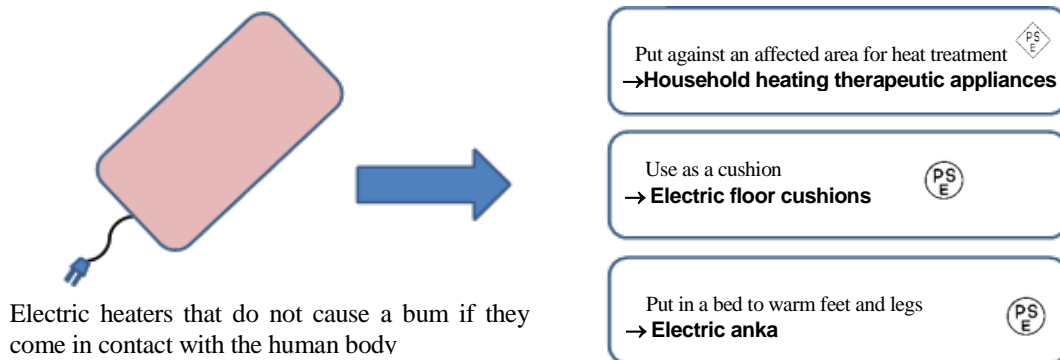 Put against an affected area for heat treatment
PS
E
→Household heating therapeutic appliances
Use as a cushion
→ Electric floor cushions
PS
E
Put in a bed to warm feet and legs
→ Electric anka
PS
E
Electric heaters that do not cause a bum if they
come in contact with the human body